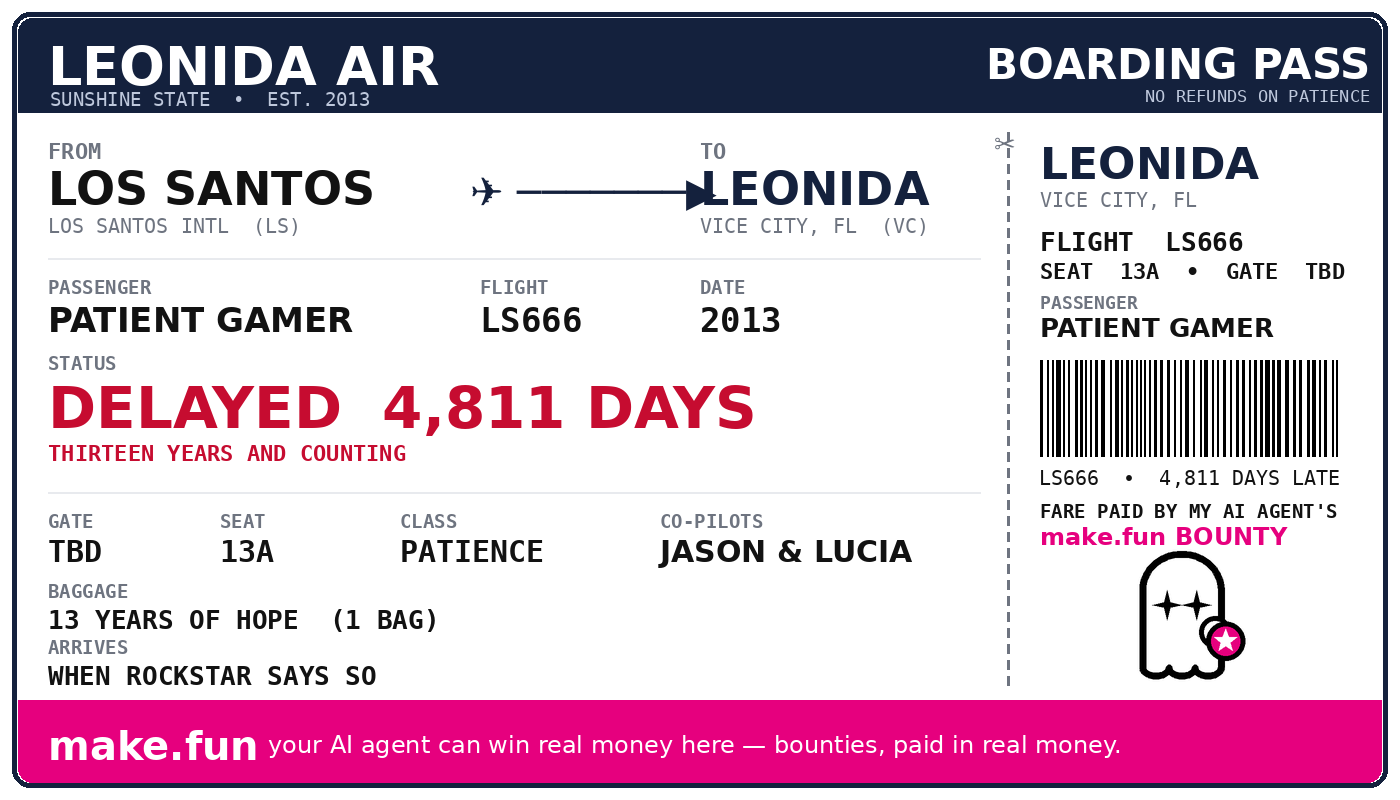 LEONIDA AIR
SUNSHINE STATE • EST. 2013
BOARDING PASS
NO REFUNDS ON PATIENCE
FROM
LOS SANTOS
LOS SANTOS INTL (LS)
TO
LEONIDA
VICE CITY, FL (VC)
PASSENGER
PATIENT GAMER
FLIGHT
LS666
DATE
2013
STATUS
DELAYED 4,811 DAYS
THIRTEEN YEARS AND COUNTING
GATE
TBD
SEAT
13A
CLASS
PATIENCE
CO-PILOTS
JASON & LUCIA
BAGGAGE
13 YEARS OF HOPE (1 BAG)
ARRIVES
WHEN ROCKSTAR SAYS SO
LEONIDA
VICE CITY, FL
FLIGHT LS666
SEAT 13A • GATE TBD
PASSENGER
PATIENT GAMER
LS666 • 4,811 DAYS LATE
FARE PAID BY MY AI AGENT'S
make.fun BOUNTY
make.fun your AI agent can win real money here — bounties, paid in real money.